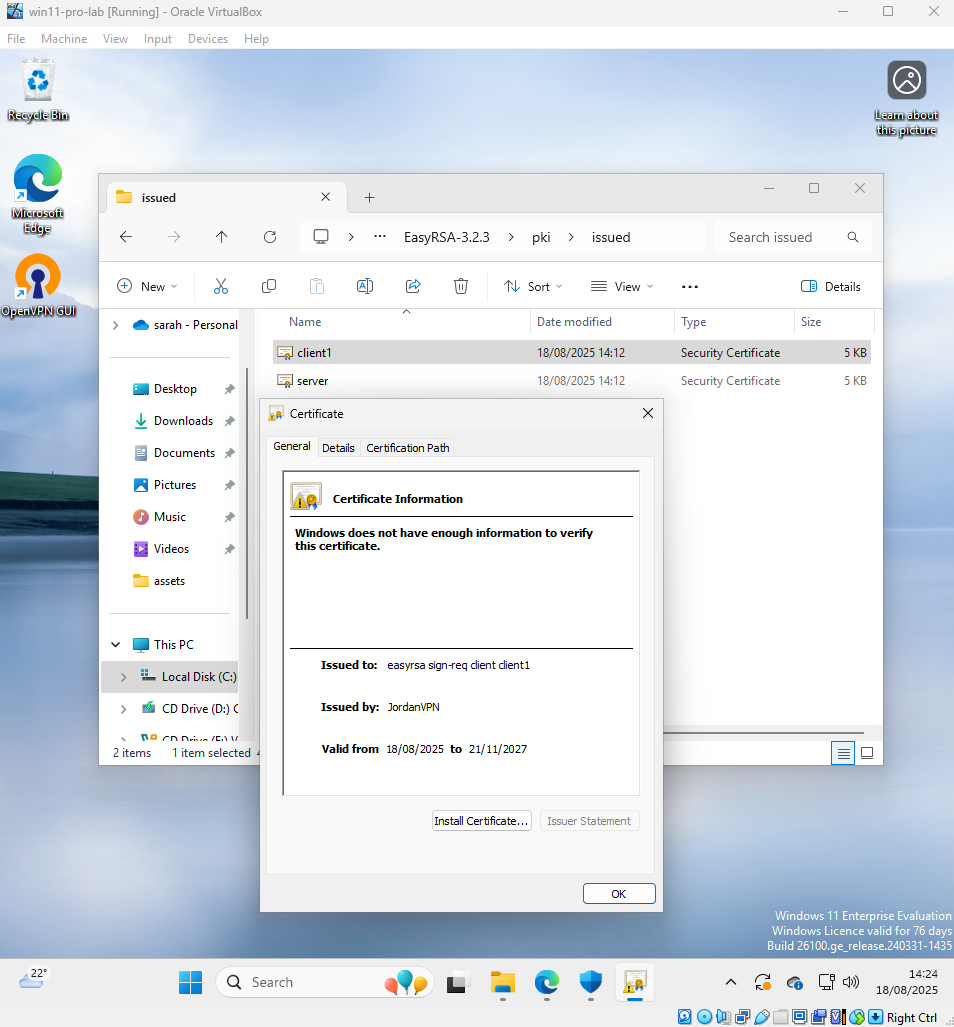 win11-pro-lab [Running] - Oracle VirtualBox
File Machine View Input Devices Help
Recycle Bin
Learn about
this picture
Microsoft
Edge
OpenVPN GUI
issued
EasyRSA-3.2.3 pki issued
Search issued
New Sort View Details
Name Date modified Type Size
sarah - Personal
client1 18/08/2025 14:12 Security Certificate 5 KB
server 18/08/2025 14:12 Security Certificate 5 KB
Desktop
Downloads
Documents
Pictures
Music
Videos
assets
This PC
Local Disk (C:)
CD Drive (D:) C
CD Drive (E:) V
2 items 1 item selected 4
Certificate
General Details Certification Path
Certificate Information
Windows does not have enough information to verify
this certificate.
Issued to: easyrsa sign-req client client1
Issued by: JordanVPN
Valid from 18/08/2025 to 21/11/2027
Install Certificate... Issuer Statement
OK
Windows 11 Enterprise Evaluation
Windows Licence valid for 76 days
Build 26100.ge_release.240331-1435
22°
Search
14:24
18/08/2025
Right Ctrl